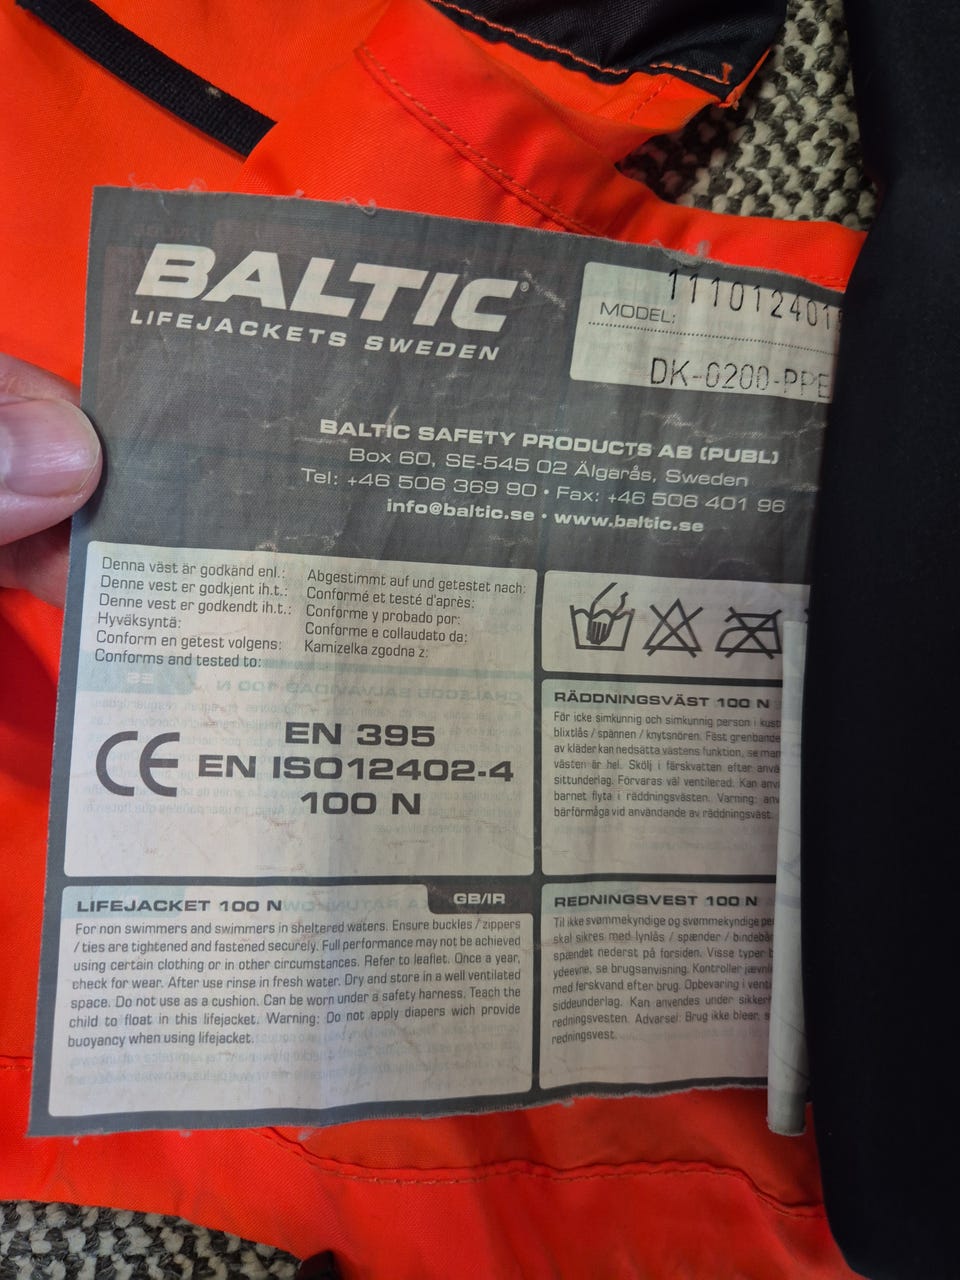 BALTIC®
LIFEJACKETS SWEDEN
MODEL: 111012401
DK-0200-PPE
BALTIC SAFETY PRODUCTS AB (PUBL)
Box 60, SE-545 02 Älgarås, Sweden
Tel: +46 506 369 90 • Fax: +46 506 401 96
info@baltic.se • www.baltic.se
Denna väst är godkänd enl.:
Denne vest er godkjent ih.t.:
Denne vest er godkendt ih.t.:
Hyväksyntä:
Conform en getest volgens:
Conforms and tested to:
Abgestimmt auf und getestet nach:
Conformé et testé d'après:
Conforme y probado por:
Conforme e collaudato da:
Kamizelka zgodna z:
CE
EN 395
EN ISO12402-4
100 N
RÄDDNINGSVÄST 100 N
För icke simkunnig och simkunnig person i kust
blixtlås / spännen / knytsnören. Fäst grenbande
av kläder kan nedsätta västens funktion, se man
västen är hel. Skölj i färskvatten efter anvä
sittunderlag. Förvaras väl ventilerad. Kan anv
barnet flyta i räddningsvästen. Varning: anv
bärförmåga vid användande av räddningsväst.
LIFEJACKET 100 N
GB/IR
For non swimmers and swimmers in sheltered waters. Ensure buckles / zippers
/ ties are tightened and fastened securely. Full performance may not be achieved
using certain clothing or in other circumstances. Refer to leaflet. Once a year,
check for wear. After use rinse in fresh water. Dry and store in a well ventilated
space. Do not use as a cushion. Can be worn under a safety harness. Teach the
child to float in this lifejacket. Warning: Do not apply diapers wich provide
buoyancy when using lifejacket.
REDNINGSVEST 100 N
Til ikke svømmekyndige og svømmekyndige per
skal sikres med lynlås / spænder / bindebån
spændet nederst på forsiden. Visse typer b
ydeevne, se brugsanvisning. Kontroller jævnl
med ferskvand efter brug. Opbevaring i venti
siddeunderlag. Kan anvendes under sikker
redningsvesten. Advarsel: Brug ikke bleer, s
redningsvest.